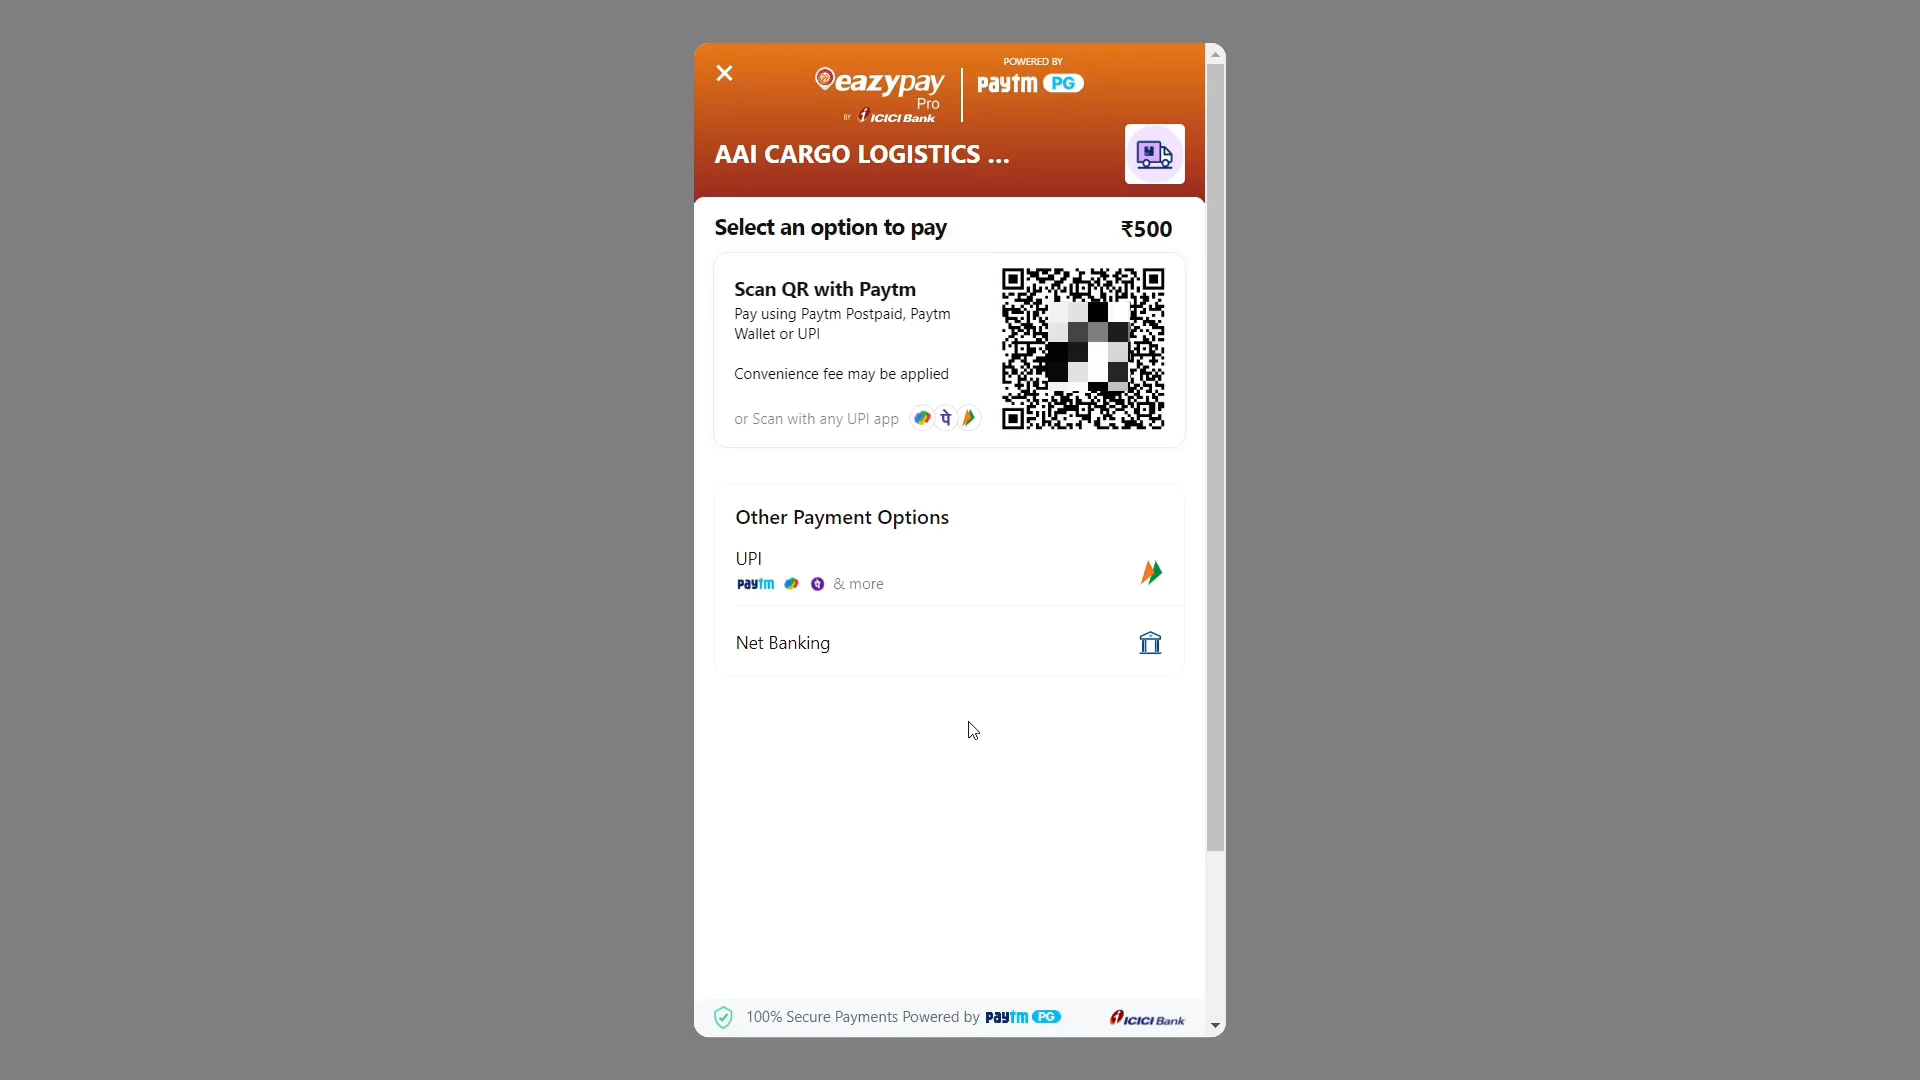 eazypay
Pro
BY ICICI Bank
POWERED BY
paytm PG
AAI CARGO LOGISTICS ...
Select an option to pay
₹500
Scan QR with Paytm
Pay using Paytm Postpaid, Paytm
Wallet or UPI
Convenience fee may be applied
or Scan with any UPI app
पे
Other Payment Options
UPI
paytm पे & more
Net Banking
100% Secure Payments Powered by paytm PG
ICICI Bank